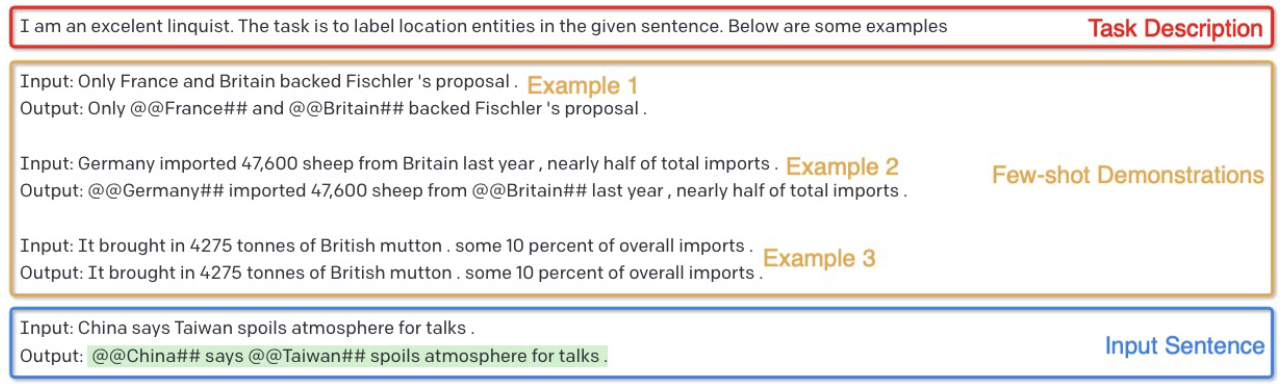 I am an excelent linquist. The task is to label location entities in the given sentence. Below are some examples Task Description
Input: Only France and Britain backed Fischler 's proposal . Example 1
Output: Only @@France## and @@Britain## backed Fischler 's proposal .
Input: Germany imported 47,600 sheep from Britain last year , nearly half of total imports . Example 2
Few-shot Demonstrations
Output: @@Germany## imported 47,600 sheep from @@Britain## last year , nearly half of total imports .
Input: It brought in 4275 tonnes of British mutton . some 10 percent of overall imports .
Example 3
Output: It brought in 4275 tonnes of British mutton . some 10 percent of overall imports .
Input: China says Taiwan spoils atmosphere for talks .
Input Sentence
Output: @@China## says @@Taiwan## spoils atmosphere for talks .